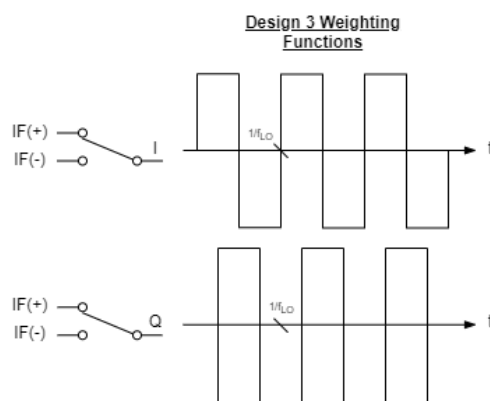 Design 3 Weighting
Functions
IF(+)
IF(-)
I
1/fLO
t
IF(+)
IF(-)
Q
1/fLO
t